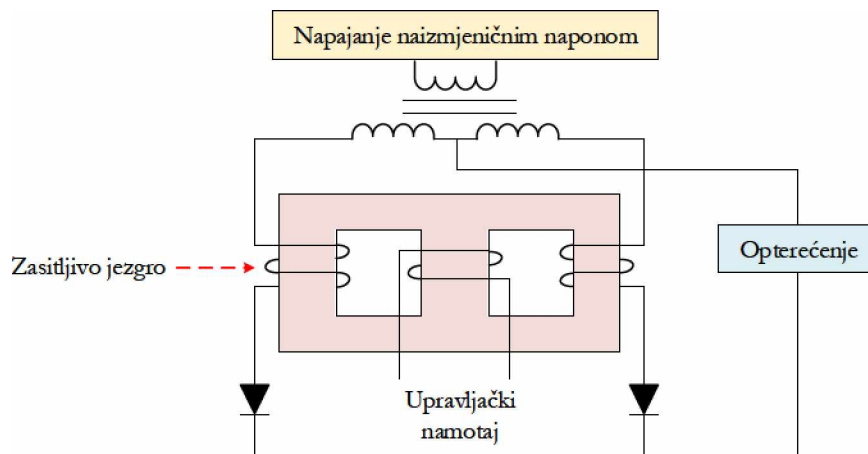 Napajanje naizmjeničnim naponom
Zasitljivo jezgro
Opterećenje
Upravljački
namotaj